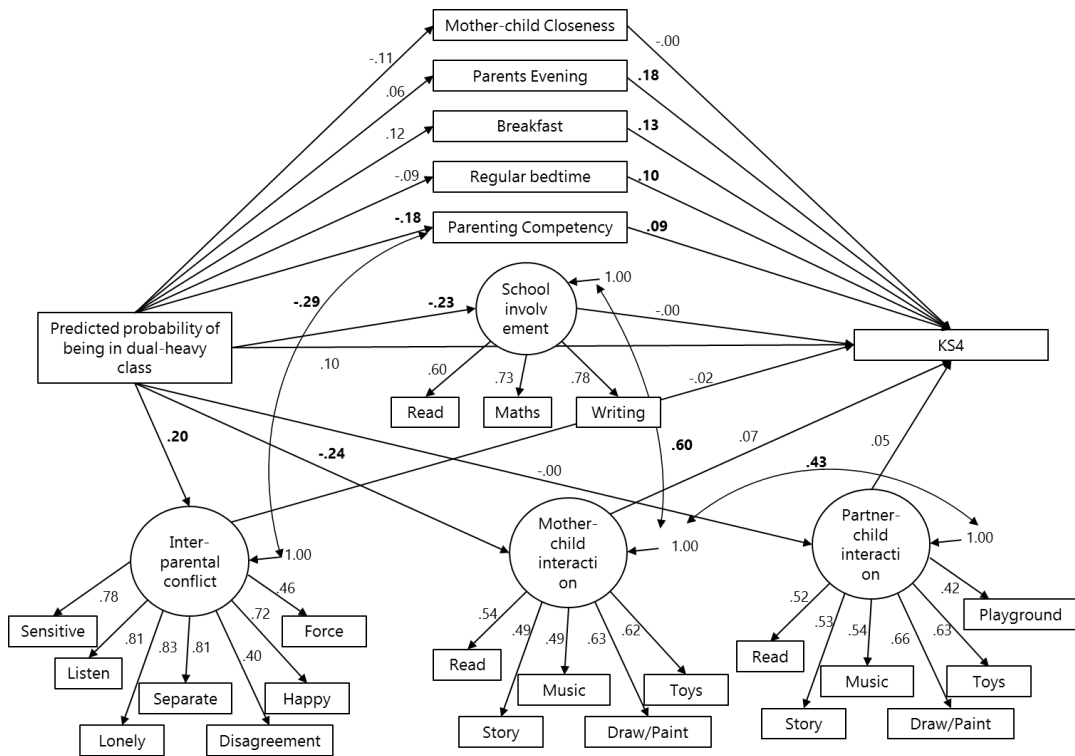 Mother-child Closeness
-.11
-.00
Parents Evening
.06
.18
Breakfast
.12
.13
Regular bedtime
-.09
.10
Parenting Competency
-.18
.09
School
involv
ement
1.00
-.29
-.23
-.00
Predicted probability of
being in dual-heavy
class
KS4
.10
-.02
.60
.73
.78
Read
Maths
Writing
.20
-.24
-.00
.60
.07
.05
.43
Inter-
parental
conflict
1.00
Mother-
child
interacti
on
1.00
Partner-
child
interacti
on
1.00
.78
.81
.83
.81
.40
.72
.46
Sensitive
Listen
Lonely
Separate
Disagreement
Happy
Force
.54
.49
.49
.63
.62
Read
Story
Music
Draw/Paint
Toys
.52
.53
.54
.66
.63
.42
Read
Story
Music
Draw/Paint
Toys
Playground